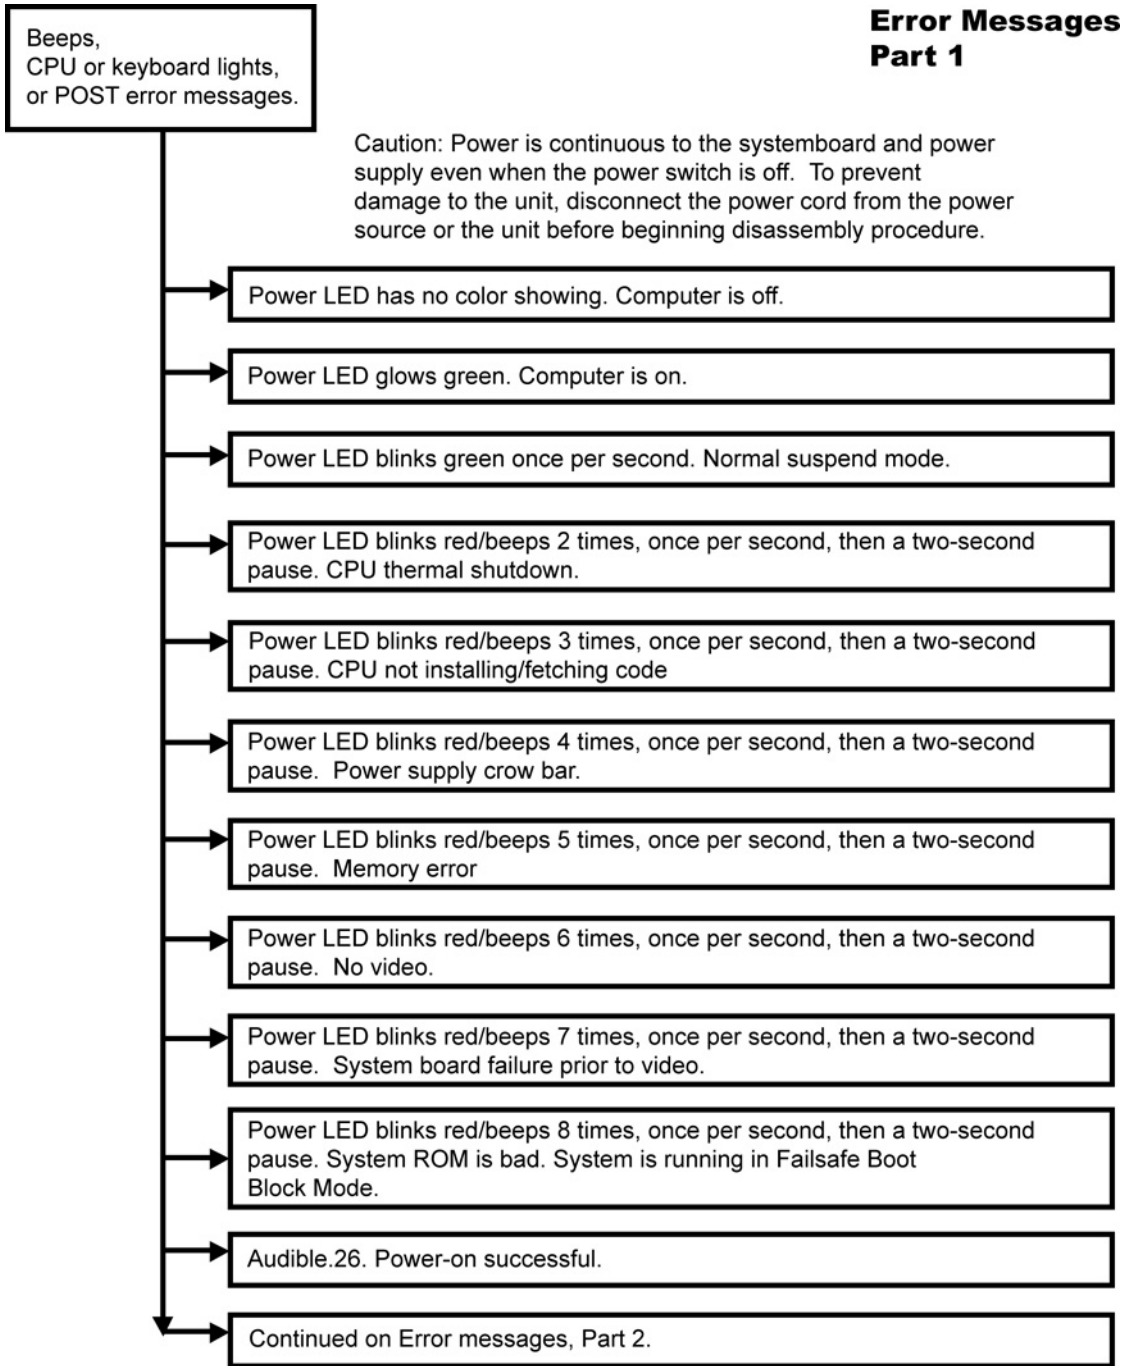 Error Messages
Part 1
Beeps,
CPU or keyboard lights,
or POST error messages.
Caution: Power is continuous to the systemboard and power
supply even when the power switch is off.  To prevent
damage to the unit, disconnect the power cord from the power
source or the unit before beginning disassembly procedure.
Power LED has no color showing. Computer is off.
Power LED glows green. Computer is on.
Power LED blinks green once per second. Normal suspend mode.
Power LED blinks red/beeps 2 times, once per second, then a two-second
pause. CPU thermal shutdown.
Power LED blinks red/beeps 3 times, once per second, then a two-second
pause. CPU not installing/fetching code
Power LED blinks red/beeps 4 times, once per second, then a two-second
pause.  Power supply crow bar.
Power LED blinks red/beeps 5 times, once per second, then a two-second
pause.  Memory error
Power LED blinks red/beeps 6 times, once per second, then a two-second
pause.  No video.
Power LED blinks red/beeps 7 times, once per second, then a two-second
pause.  System board failure prior to video.
Power LED blinks red/beeps 8 times, once per second, then a two-second
pause. System ROM is bad. System is running in Failsafe Boot
Block Mode.
Audible.26. Power-on successful.
Continued on Error messages, Part 2.